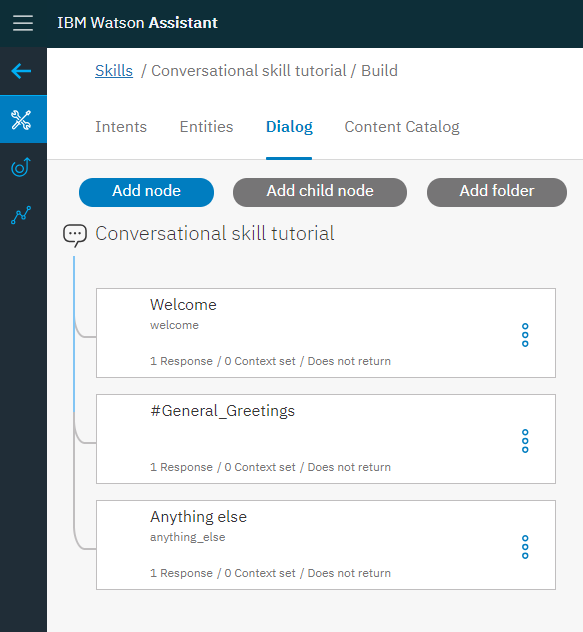 IBM Watson Assistant
Skills / Conversational skill tutorial / Build
Intents Entities Dialog Content Catalog
Add node Add child node Add folder
Conversational skill tutorial
Welcome
welcome
1 Response / 0 Context set / Does not return
#General_Greetings
1 Response / 0 Context set / Does not return
Anything else
anything_else
1 Response / 0 Context set / Does not return